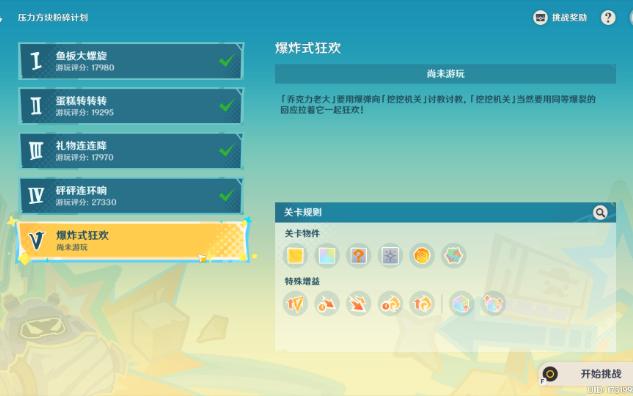 压力方块粉碎计划
挑战奖励
?
I
鱼板大螺旋
游玩评分: 17980
II
蛋糕转转转
游玩评分: 19295
III
礼物连连阵
游玩评分: 17970
IV
砰砰连环响
游玩评分: 27330
V
爆炸式狂欢
尚未游玩
爆炸式狂欢
尚未游玩
「乔克力老大」要用爆弹向「挖挖机关」讨教讨教,「挖挖机关」当然要用同等爆裂的
回应拉着它一起狂欢!
关卡规则
关卡物件
特殊增益
F
开始挑战